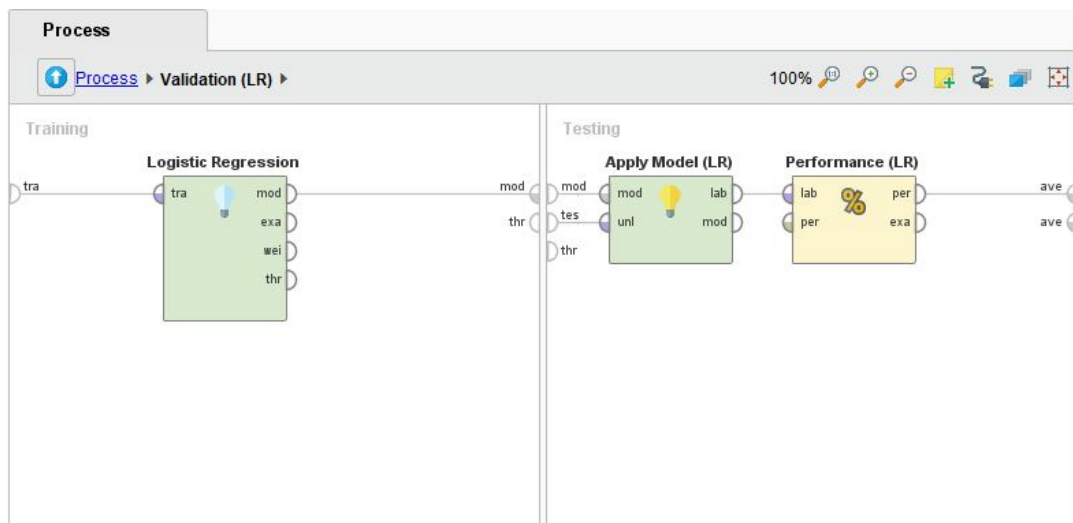 Process
Process Validation (LR)
100%
Training
Testing
Logistic Regression
Apply Model (LR)
Performance (LR)
tra
tra
mod
exa
wei
thr
mod
thr
mod
tes
thr
mod
unl
lab
mod
lab
per
%
per
exa
ave
ave